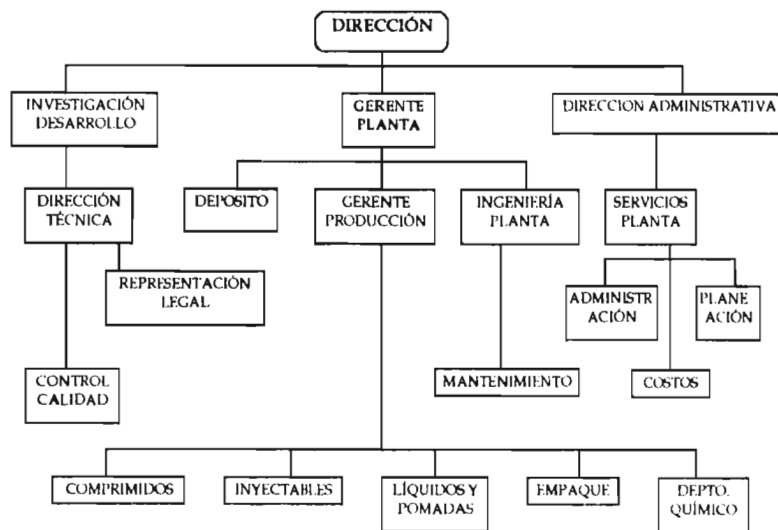 DIRECCIÓN
INVESTIGACIÓN
DESARROLLO
GERENTE
PLANTA
DIRECCION ADMINISTRATIVA
DIRECCIÓN
TÉCNICA
DEPOSITO
GERENTE
PRODUCCIÓN
INGENIERÍA
PLANTA
SERVICIOS
PLANTA
REPRESENTACIÓN
LEGAL
ADMINISTR
ACIÓN
PLANE
ACIÓN
CONTROL
CALIDAD
MANTENIMIENTO
COSTOS
COMPRIMIDOS
INYECTABLES
LÍQUIDOS Y
POMADAS
EMPAQUE
DEPTO.
QUÍMICO